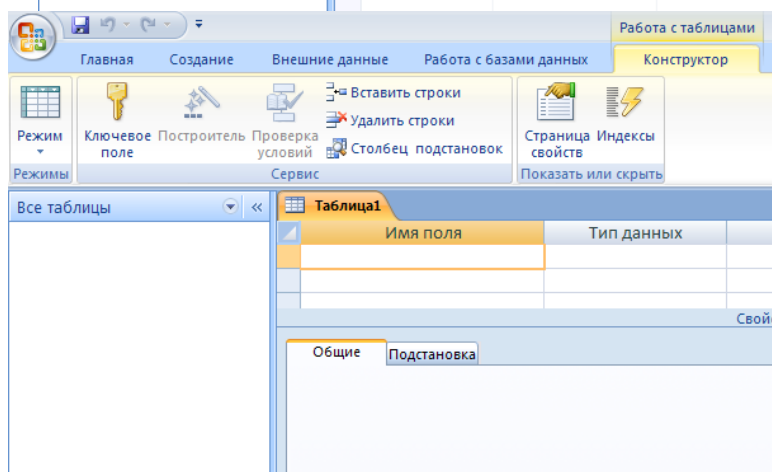 Работа с таблицами
Главная Создание Внешние данные Работа с базами данных Конструктор
Режим
Ключевое поле
Построитель
Проверка условий
Вставить строки
Удалить строки
Столбец подстановок
Страница свойств
Индексы
Режимы Сервис Показать или скрыть
Все таблицы
Таблица1
Имя поля Тип данных
Общие Подстановка